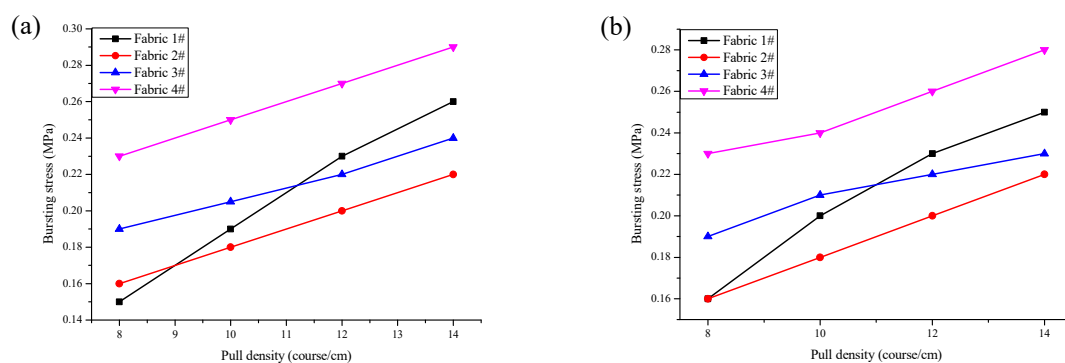 (a)
Fabric 1#
Fabric 2#
Fabric 3#
Fabric 4#
0.30
0.28
0.26
0.24
0.22
0.20
0.18
0.16
0.14
Bursting stress (MPa)
8 9 10 11 12 13 14
Pull density (course/cm)
(b)
Fabric 1#
Fabric 2#
Fabric 3#
Fabric 4#
0.28
0.26
0.24
0.22
0.20
0.18
0.16
Bursting stress (MPa)
8 10 12 14
Pull density (course/cm)